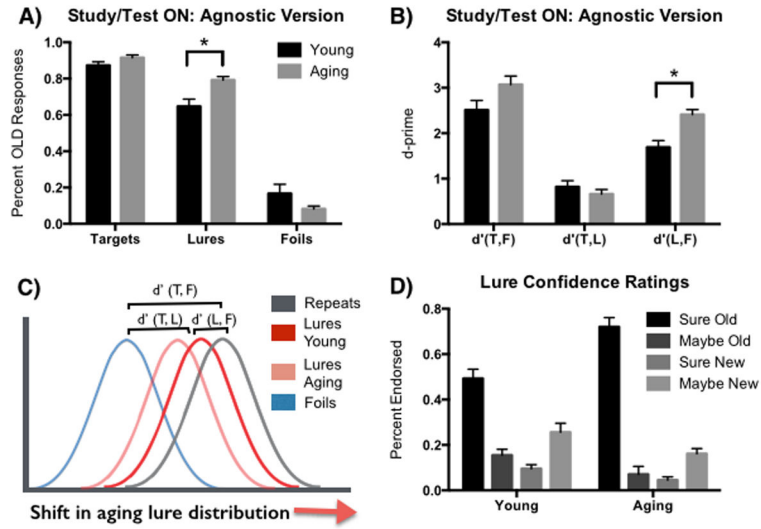 A)
Study/Test ON: Agnostic Version
Percent OLD Responses
1.0
0.8
0.6
0.4
0.2
0.0
*
Young
Aging
Targets
Lures
Foils
B)
Study/Test ON: Agnostic Version
d-prime
4
3
2
1
0
*
d'(T,F)
d'(T,L)
d'(L,F)
C)
d' (T, F)
d' (T, L)
d' (L, F)
Repeats
Lures
Young
Lures
Aging
Foils
Shift in aging lure distribution
D)
Lure Confidence Ratings
Percent Endorsed
0.8
0.6
0.4
0.2
0.0
Sure Old
Maybe Old
Sure New
Maybe New
Young
Aging